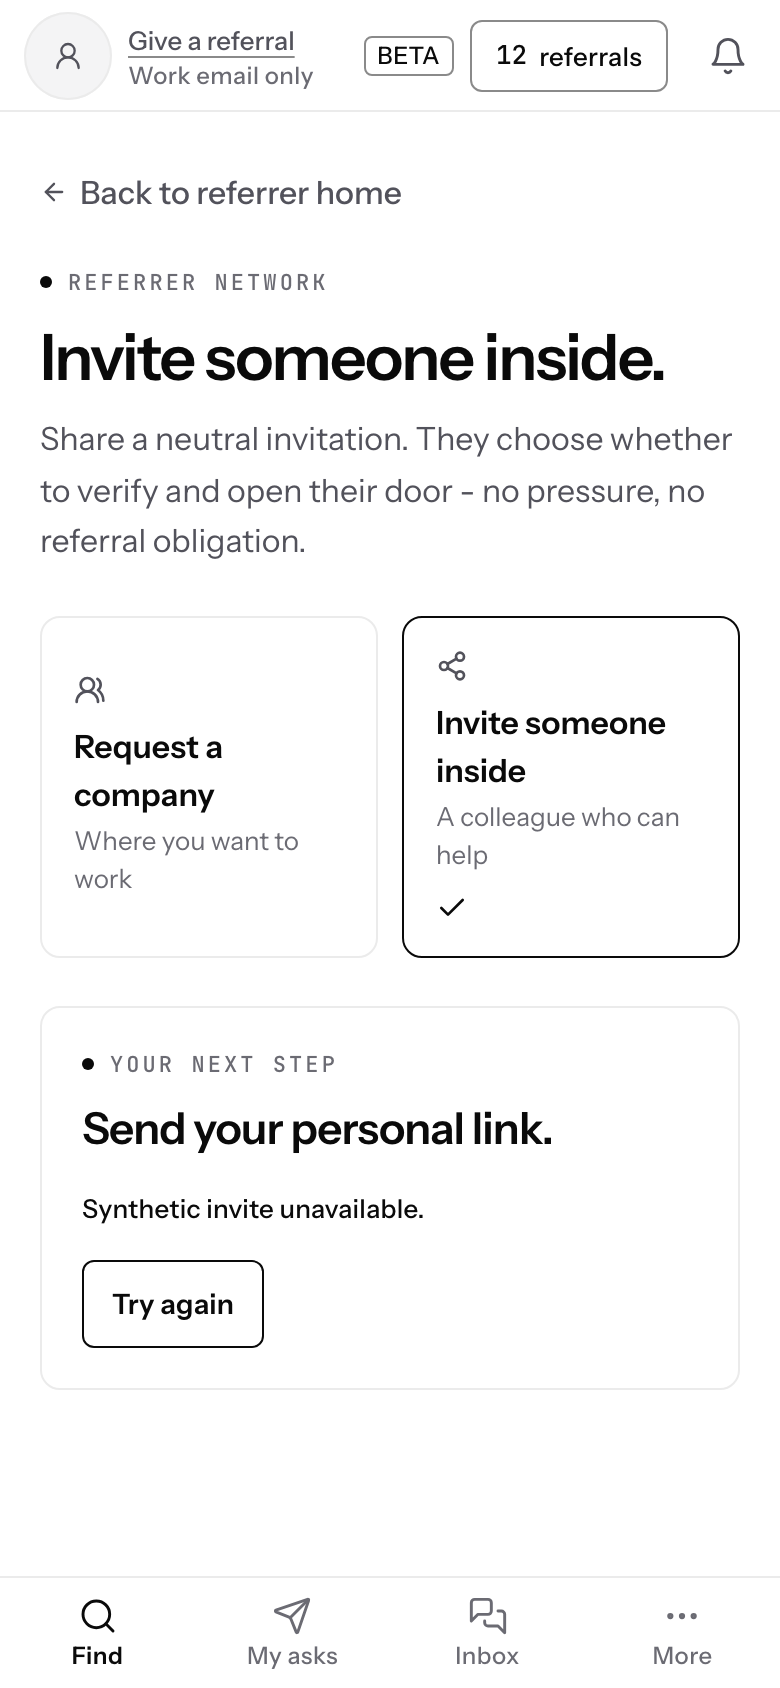 Give a referral
Work email only
BETA
12 referrals
Back to referrer home
REFERRER NETWORK
Invite someone inside.
Share a neutral invitation. They choose whether
to verify and open their door - no pressure, no
referral obligation.
Request a
company
Where you want to
work
Invite someone
inside
A colleague who can
help
YOUR NEXT STEP
Send your personal link.
Synthetic invite unavailable.
Try again
Find
My asks
Inbox
More